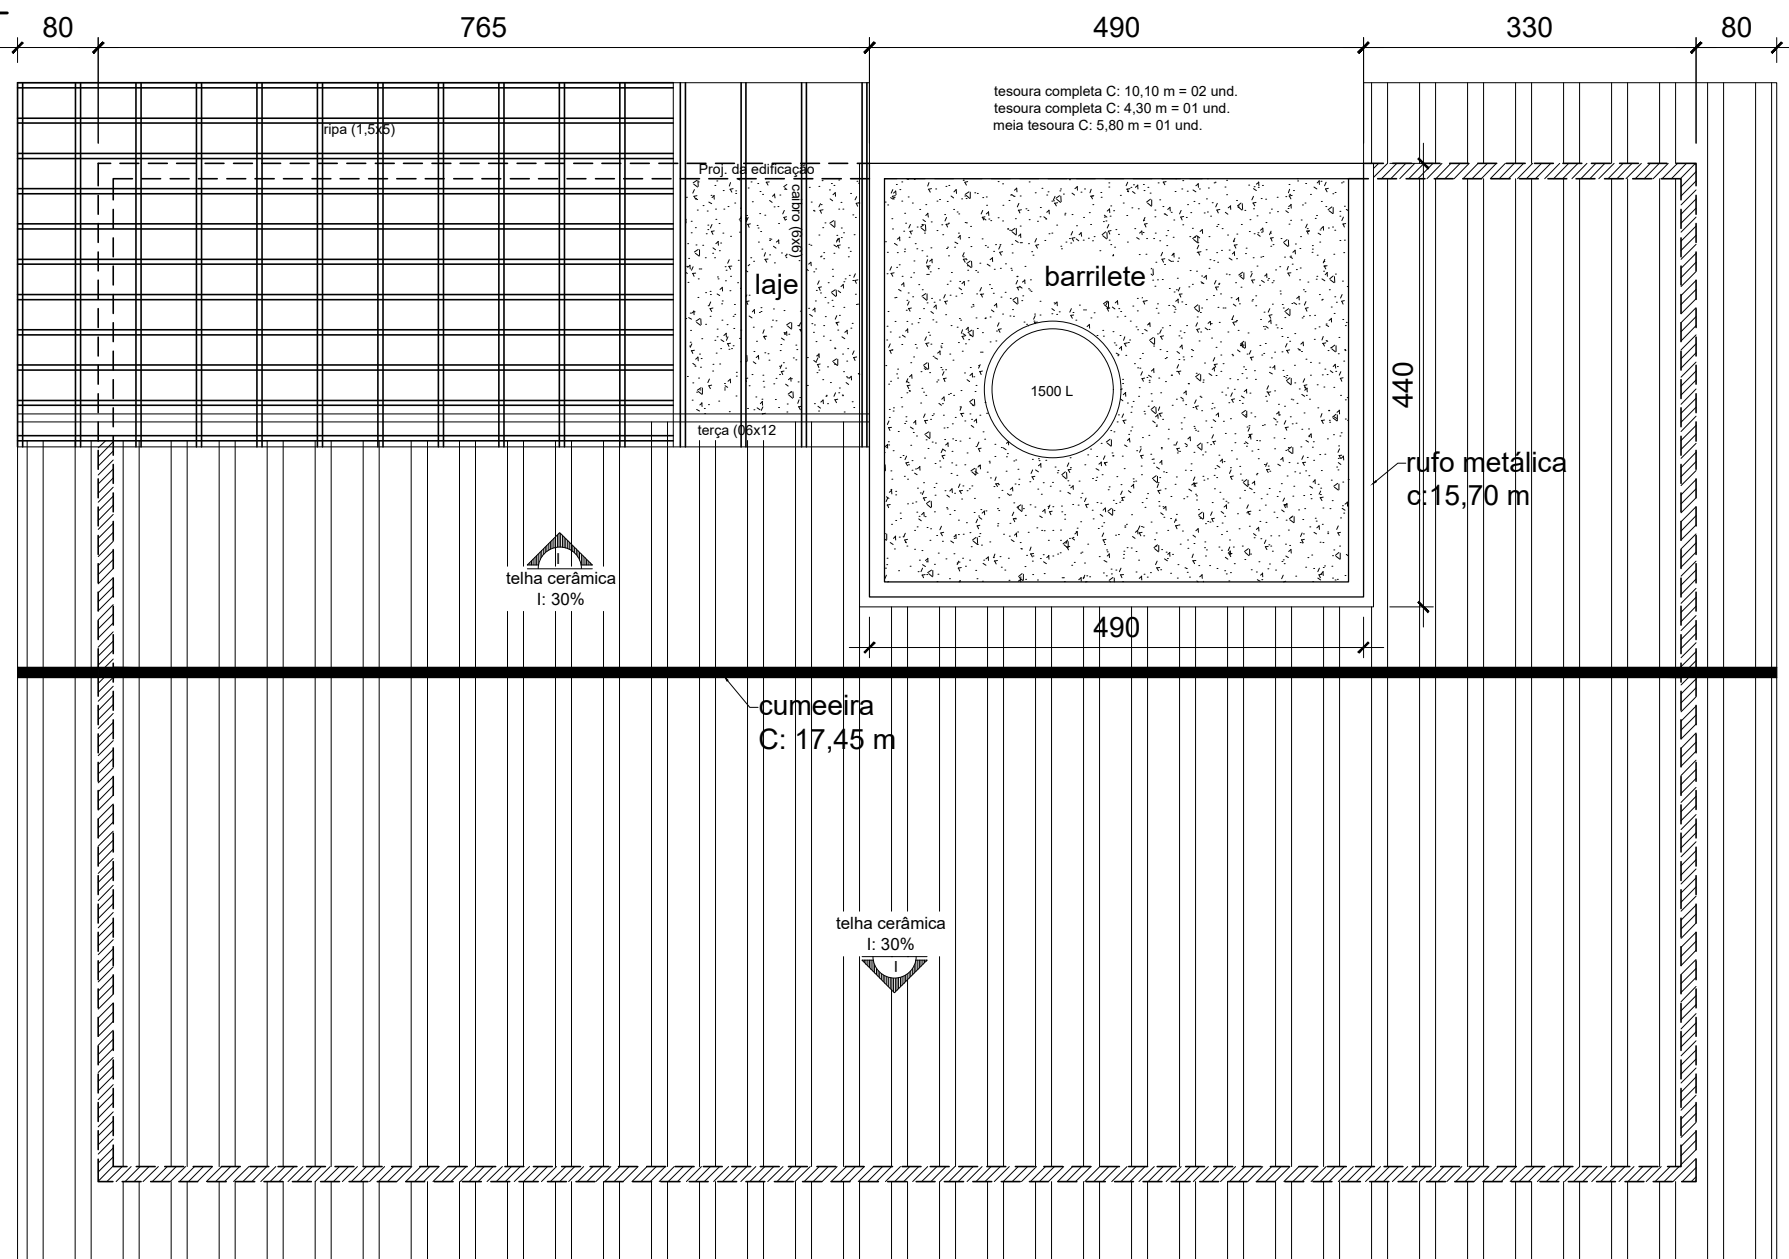 80 765 490 330 80
tesoura completa C: 10,10 m = 02 und.
tesoura completa C: 4,30 m = 01 und.
meia tesoura C: 5,80 m = 01 und.
ripa (1,5x5)
Proj. da edificação
caibro (6x6)
laje
barrilete
1500 L
440
terça (06x12
rufo metálica
c:15,70 m
I
telha cerâmica
I: 30%
490
cumeeira
C: 17,45 m
telha cerâmica
I: 30%
I